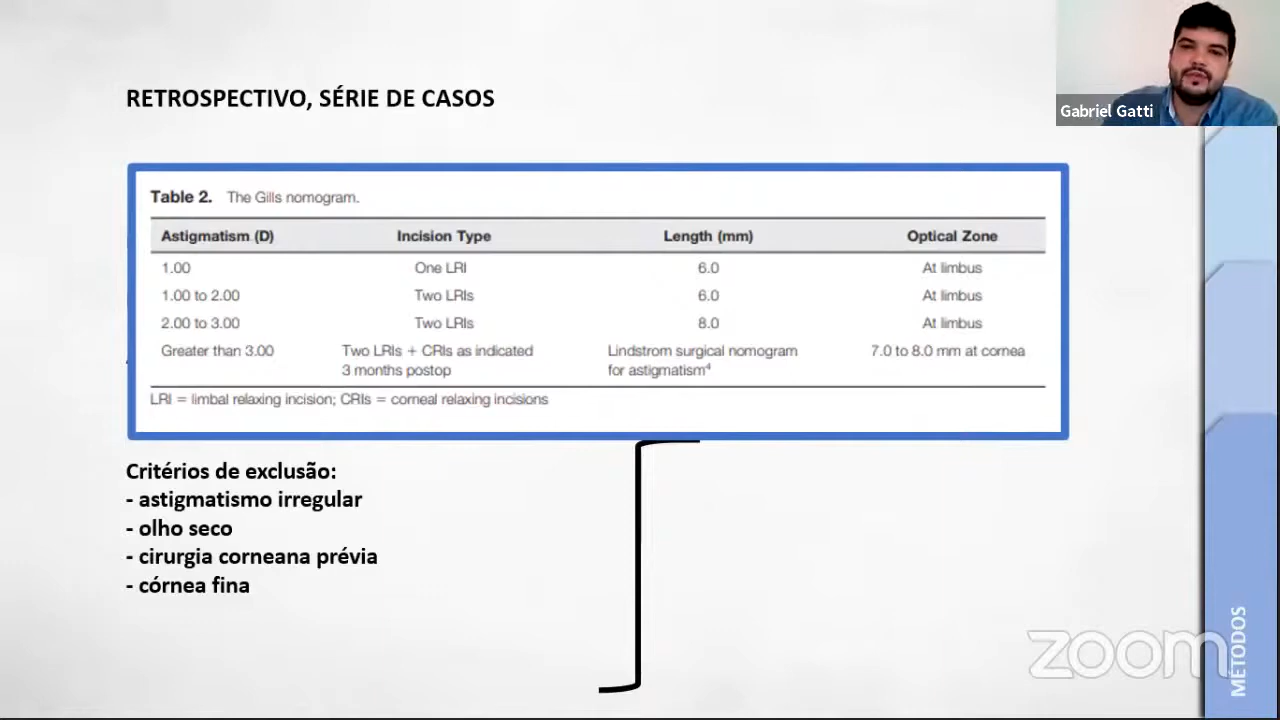 RETROSPECTIVO, SÉRIE DE CASOS
Gabriel Gatti
Table 2. The Gills nomogram.
Astigmatism (D) Incision Type Length (mm) Optical Zone
1.00 One LRI 6.0 At limbus
1.00 to 2.00 Two LRIs 6.0 At limbus
2.00 to 3.00 Two LRIs 8.0 At limbus
Greater than 3.00 Two LRIs + CRIs as indicated Lindstrom surgical nomogram 7.0 to 8.0 mm at cornea
3 months postop for astigmatism⁴
LRI = limbal relaxing incision; CRIs = corneal relaxing incisions
Critérios de exclusão:
- astigmatismo irregular
- olho seco
- cirurgia corneana prévia
- córnea fina
MÉTODOS
zoom